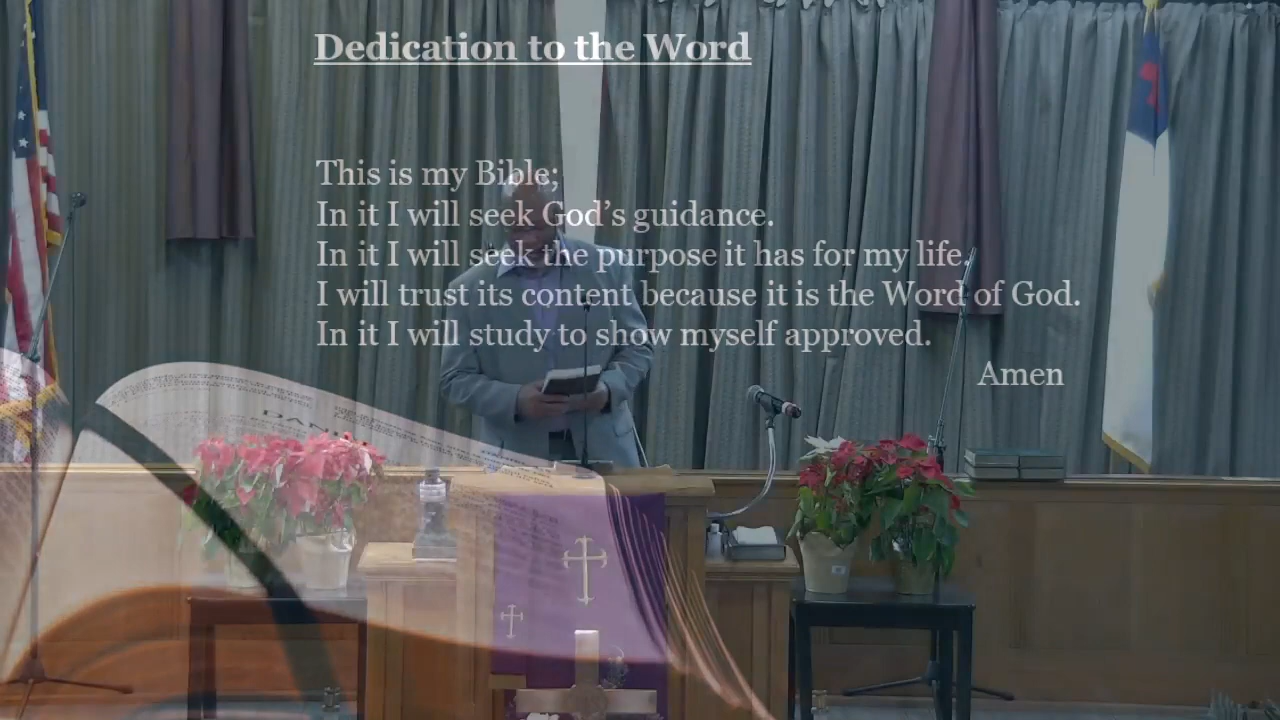 Dedication to the Word
This is my Bible;
In it I will seek God’s guidance.
In it I will seek the purpose it has for my life.
I will trust its content because it is the Word of God.
In it I will study to show myself approved.
Amen